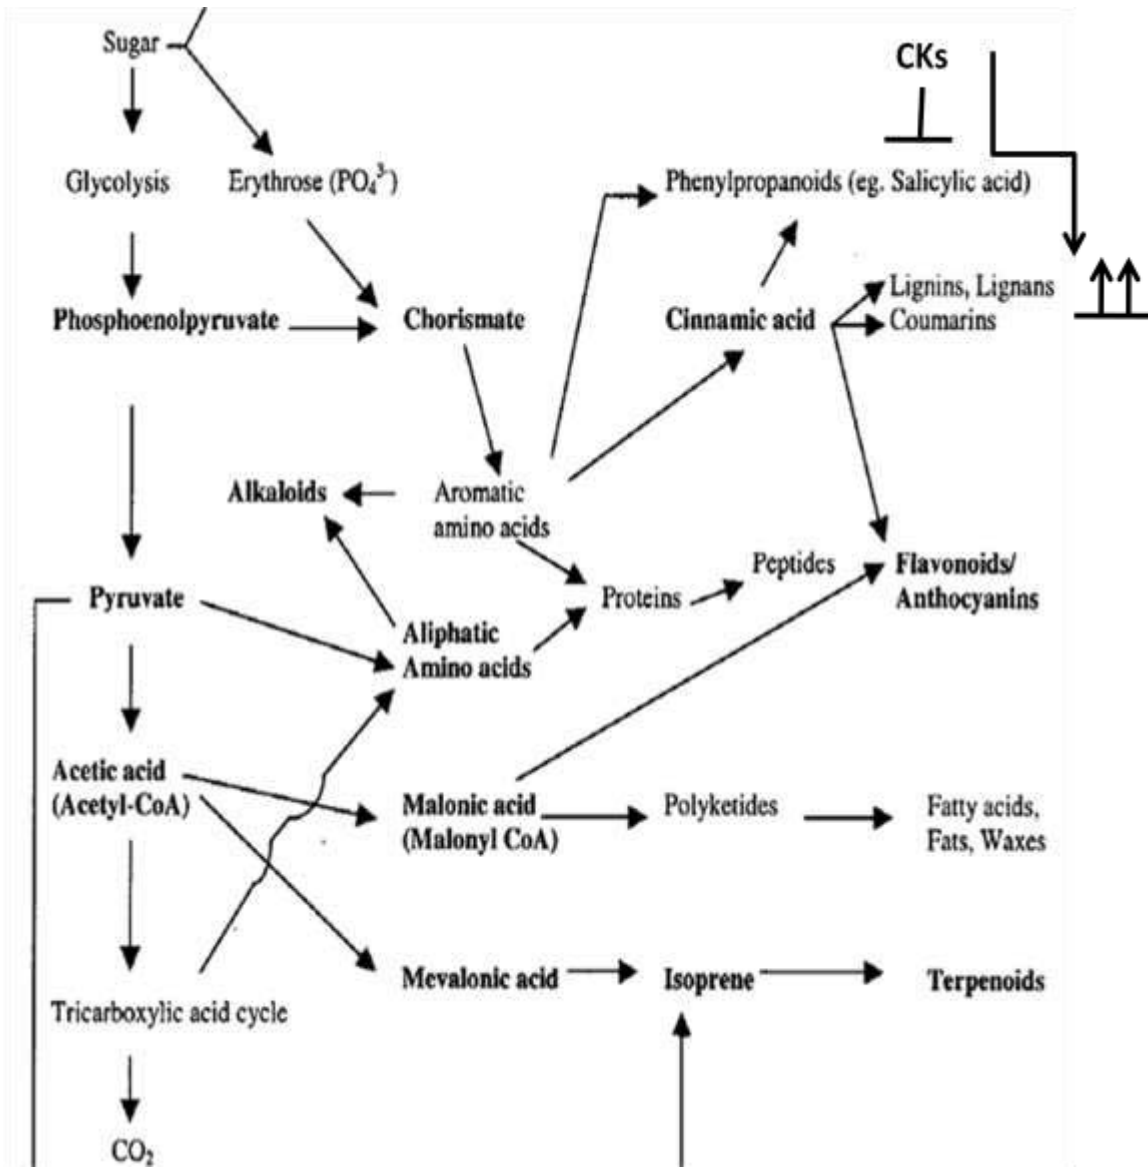 Sugar
CKs
Glycolysis
Erythrose (PO₄³⁻)
Phenylpropanoids (eg. Salicylic acid)
Phosphoenolpyruvate
Chorismate
Cinnamic acid
Lignins, Lignans
Coumarins
Alkaloids
Aromatic
amino acids
Proteins
Peptides
Flavonoids/
Anthocyanins
Pyruvate
Aliphatic
Amino acids
Acetic acid
(Acetyl-CoA)
Malonic acid
(Malonyl CoA)
Polyketides
Fatty acids,
Fats, Waxes
Mevalonic acid
Isoprene
Terpenoids
Tricarboxylic acid cycle
CO₂